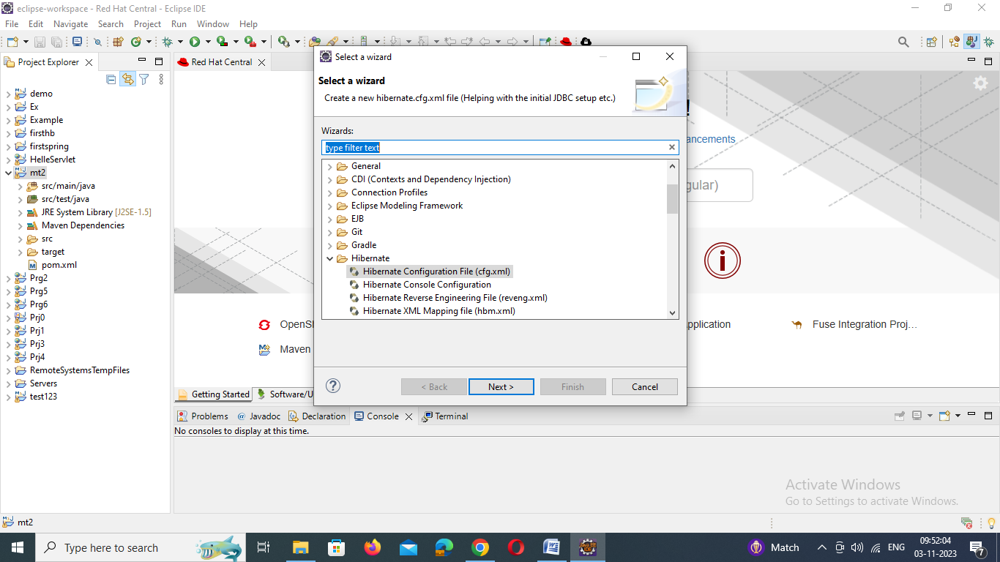 eclipse-workspace - Red Hat Central - Eclipse IDE
File Edit Navigate Search Project Run Window Help
Project Explorer
Red Hat Central
demo
Ex
Example
firsthb
firstspring
HelleServlet
mt2
src/main/java
src/test/java
JRE System Library [J2SE-1.5]
Maven Dependencies
src
target
pom.xml
Prg2
Prg5
Prg6
Prj0
Prj1
Prj3
Prj4
RemoteSystemsTempFiles
Servers
test123
Select a wizard
Select a wizard
Create a new hibernate.cfg.xml file (Helping with the initial JDBC setup etc.)
Wizards:
type filter text
General
CDI (Contexts and Dependency Injection)
Connection Profiles
Eclipse Modeling Framework
EJB
Git
Gradle
Hibernate
Hibernate Configuration File (cfg.xml)
Hibernate Console Configuration
Hibernate Reverse Engineering File (reveng.xml)
Hibernate XML Mapping file (hbm.xml)
< Back Next > Finish Cancel
!
ancements
gular)
OpenSh
pplication
Fuse Integration Proj...
Maven
Getting Started Software/U
Problems @ Javadoc Declaration Console Terminal
No consoles to display at this time.
Activate Windows
Go to Settings to activate Windows.
mt2
Type here to search
Match
ENG
09:52:04
03-11-2023
7